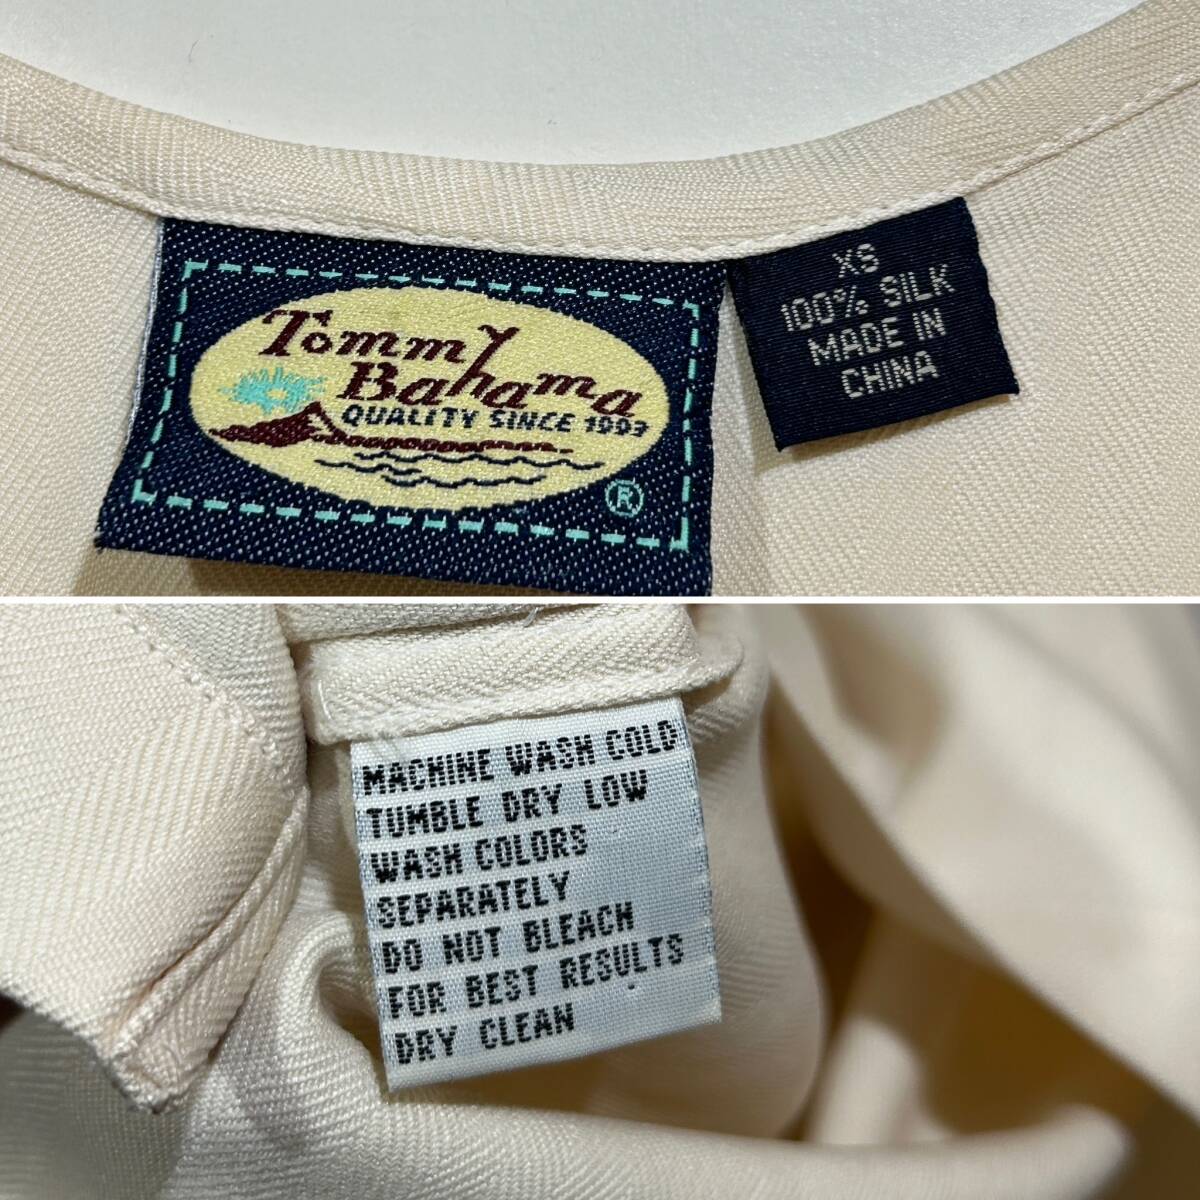 Tommy
Bahama
QUALITY SINCE 1993
®
XS
100% SILK
MADE IN
CHINA
MACHINE WASH COLD
TUMBLE DRY LOW
WASH COLORS
SEPARATELY
DO NOT BLEACH
FOR BEST RESULTS
DRY CLEAN